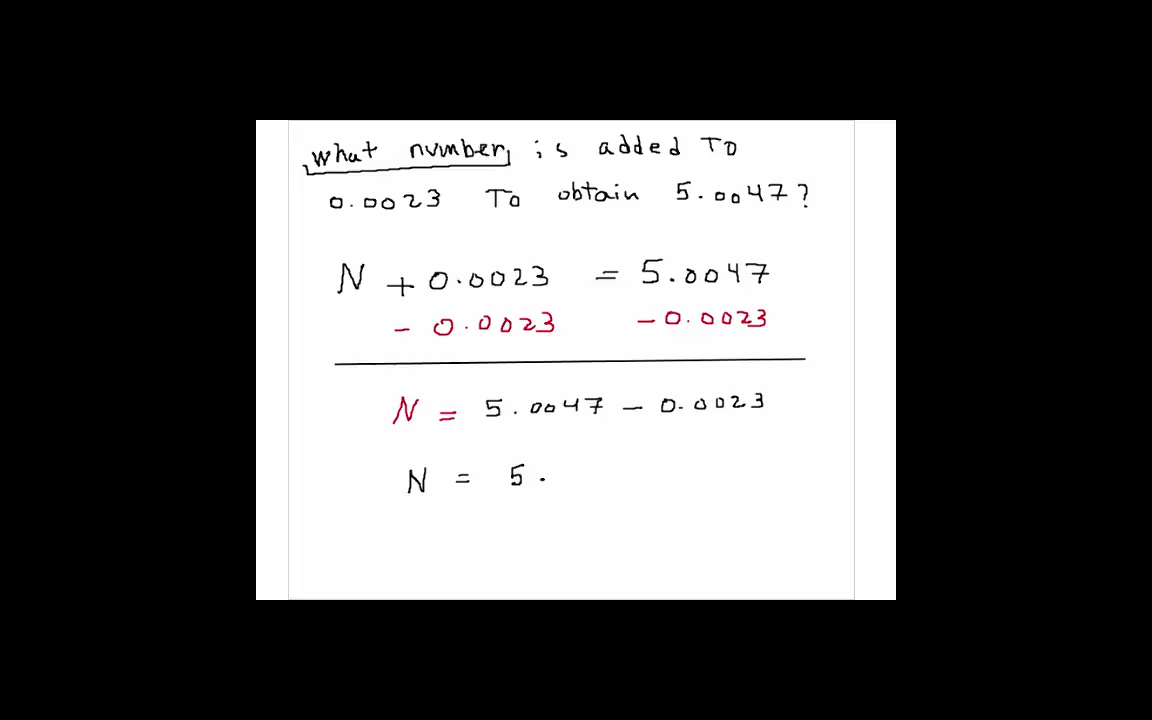 What number is added To
0.0023 To obtain 5.0047?
N + 0.0023 = 5.0047
- 0.0023 - 0.0023
N = 5.0047 - 0.0023
N = 5.